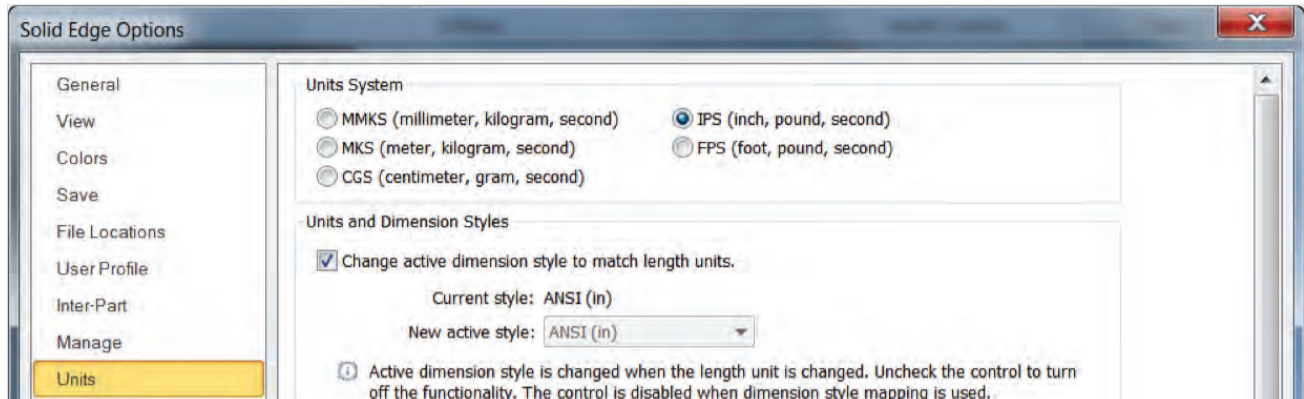 Solid Edge Options
X
General
View
Colors
Save
File Locations
User Profile
Inter-Part
Manage
Units
Units System
MMKS (millimeter, kilogram, second)
IPS (inch, pound, second)
MKS (meter, kilogram, second)
FPS (foot, pound, second)
CGS (centimeter, gram, second)
Units and Dimension Styles
Change active dimension style to match length units.
Current style: ANSI (in)
New active style: ANSI (in)
Active dimension style is changed when the length unit is changed. Uncheck the control to turn
off the functionality. The control is disabled when dimension style mapping is used.